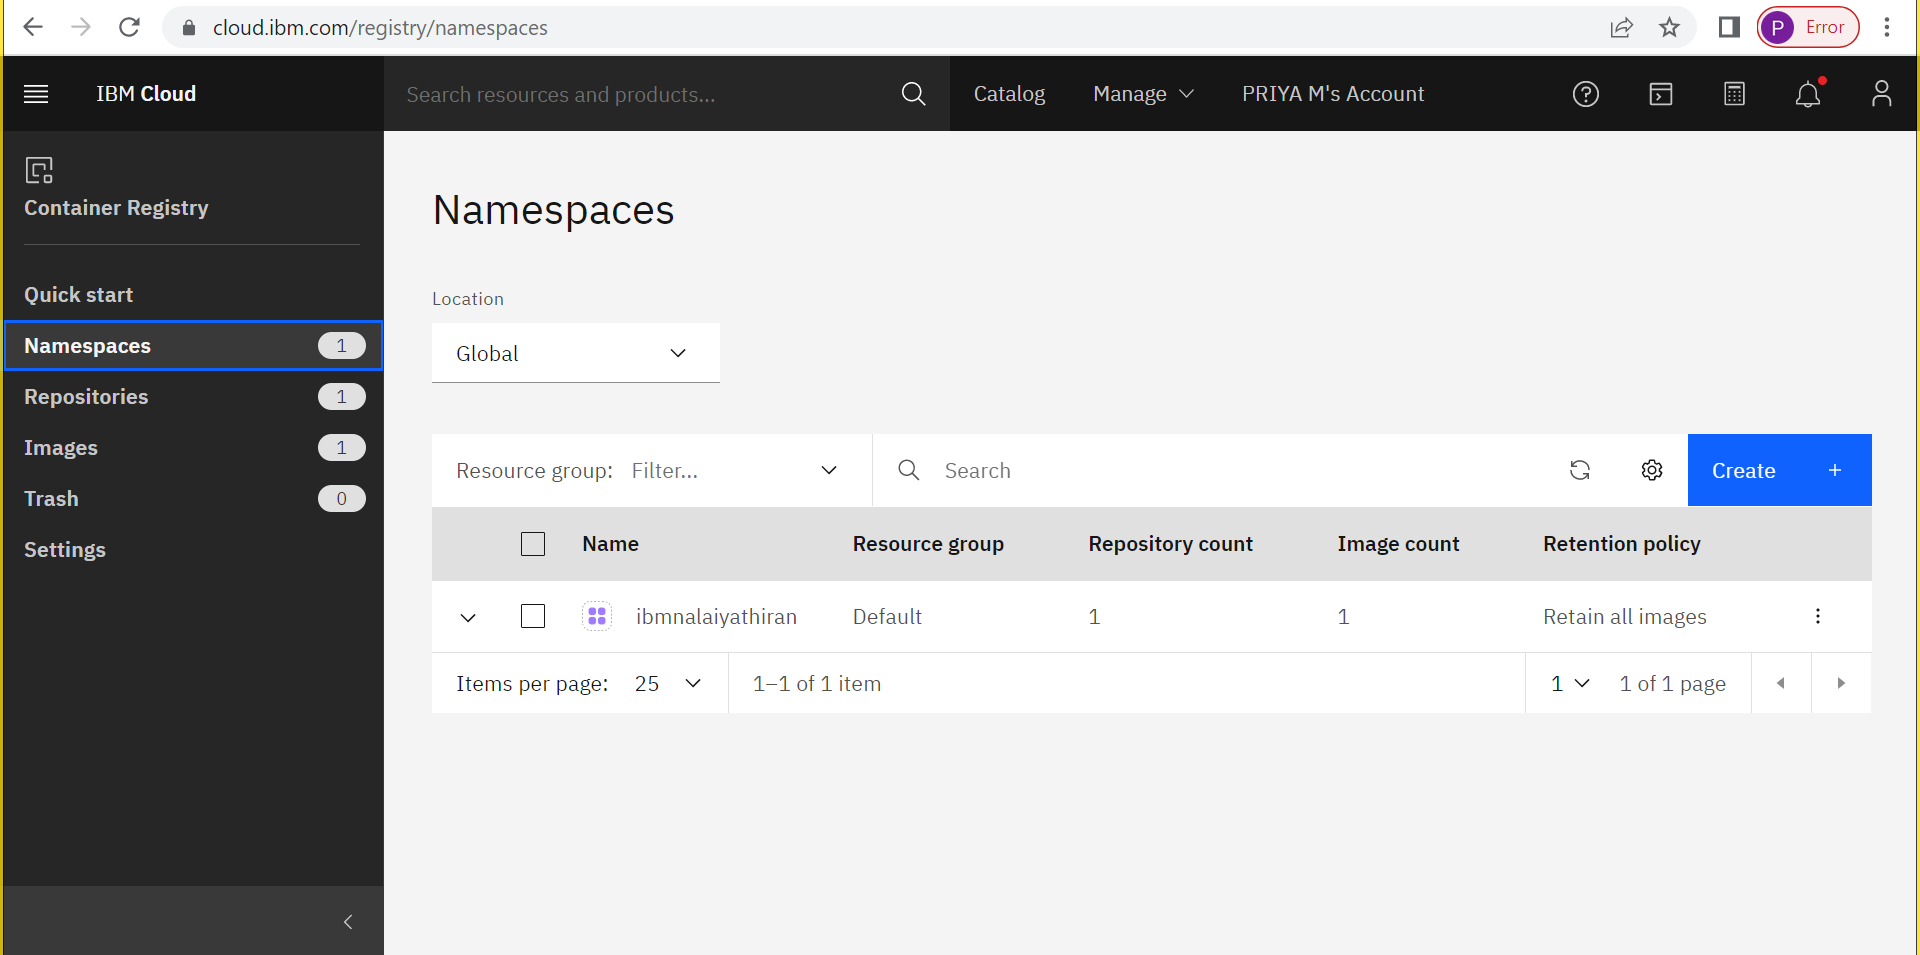 cloud.ibm.com/registry/namespaces
P Error
IBM Cloud
Search resources and products...
Catalog
Manage
PRIYA M's Account
Container Registry
Quick start
Namespaces 1
Repositories 1
Images 1
Trash 0
Settings
Namespaces
Location
Global
Resource group: Filter...
Search
Create +
Name Resource group Repository count Image count Retention policy
ibmnalaiyathiran Default 1 1 Retain all images
Items per page: 25 1–1 of 1 item 1 1 of 1 page